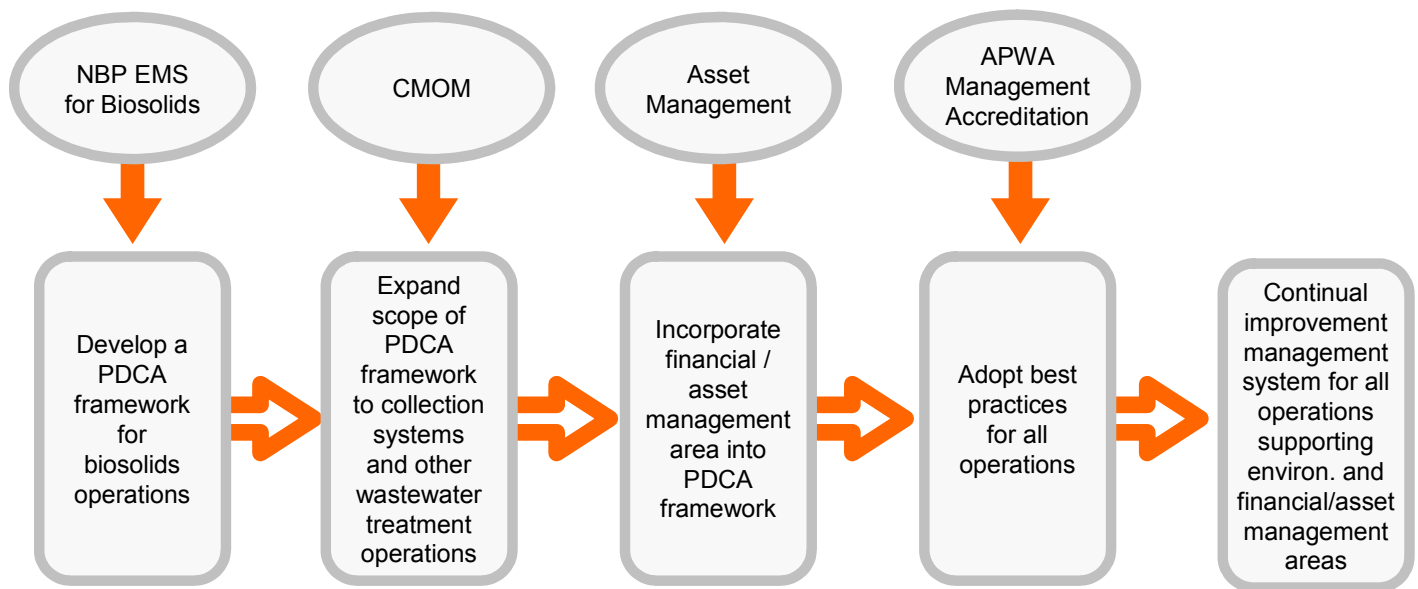 NBP EMS
for Biosolids
CMOM
Asset
Management
APWA
Management
Accreditation
Develop a
PDCA
framework
for
biosolids
operations
Expand
scope of
PDCA
framework
to collection
systems
and other
wastewater
treatment
operations
Incorporate
financial /
asset
management
area into
PDCA
framework
Adopt best
practices
for all
operations
Continual
improvement
management
system for all
operations
supporting
environ. and
financial/asset
management
areas